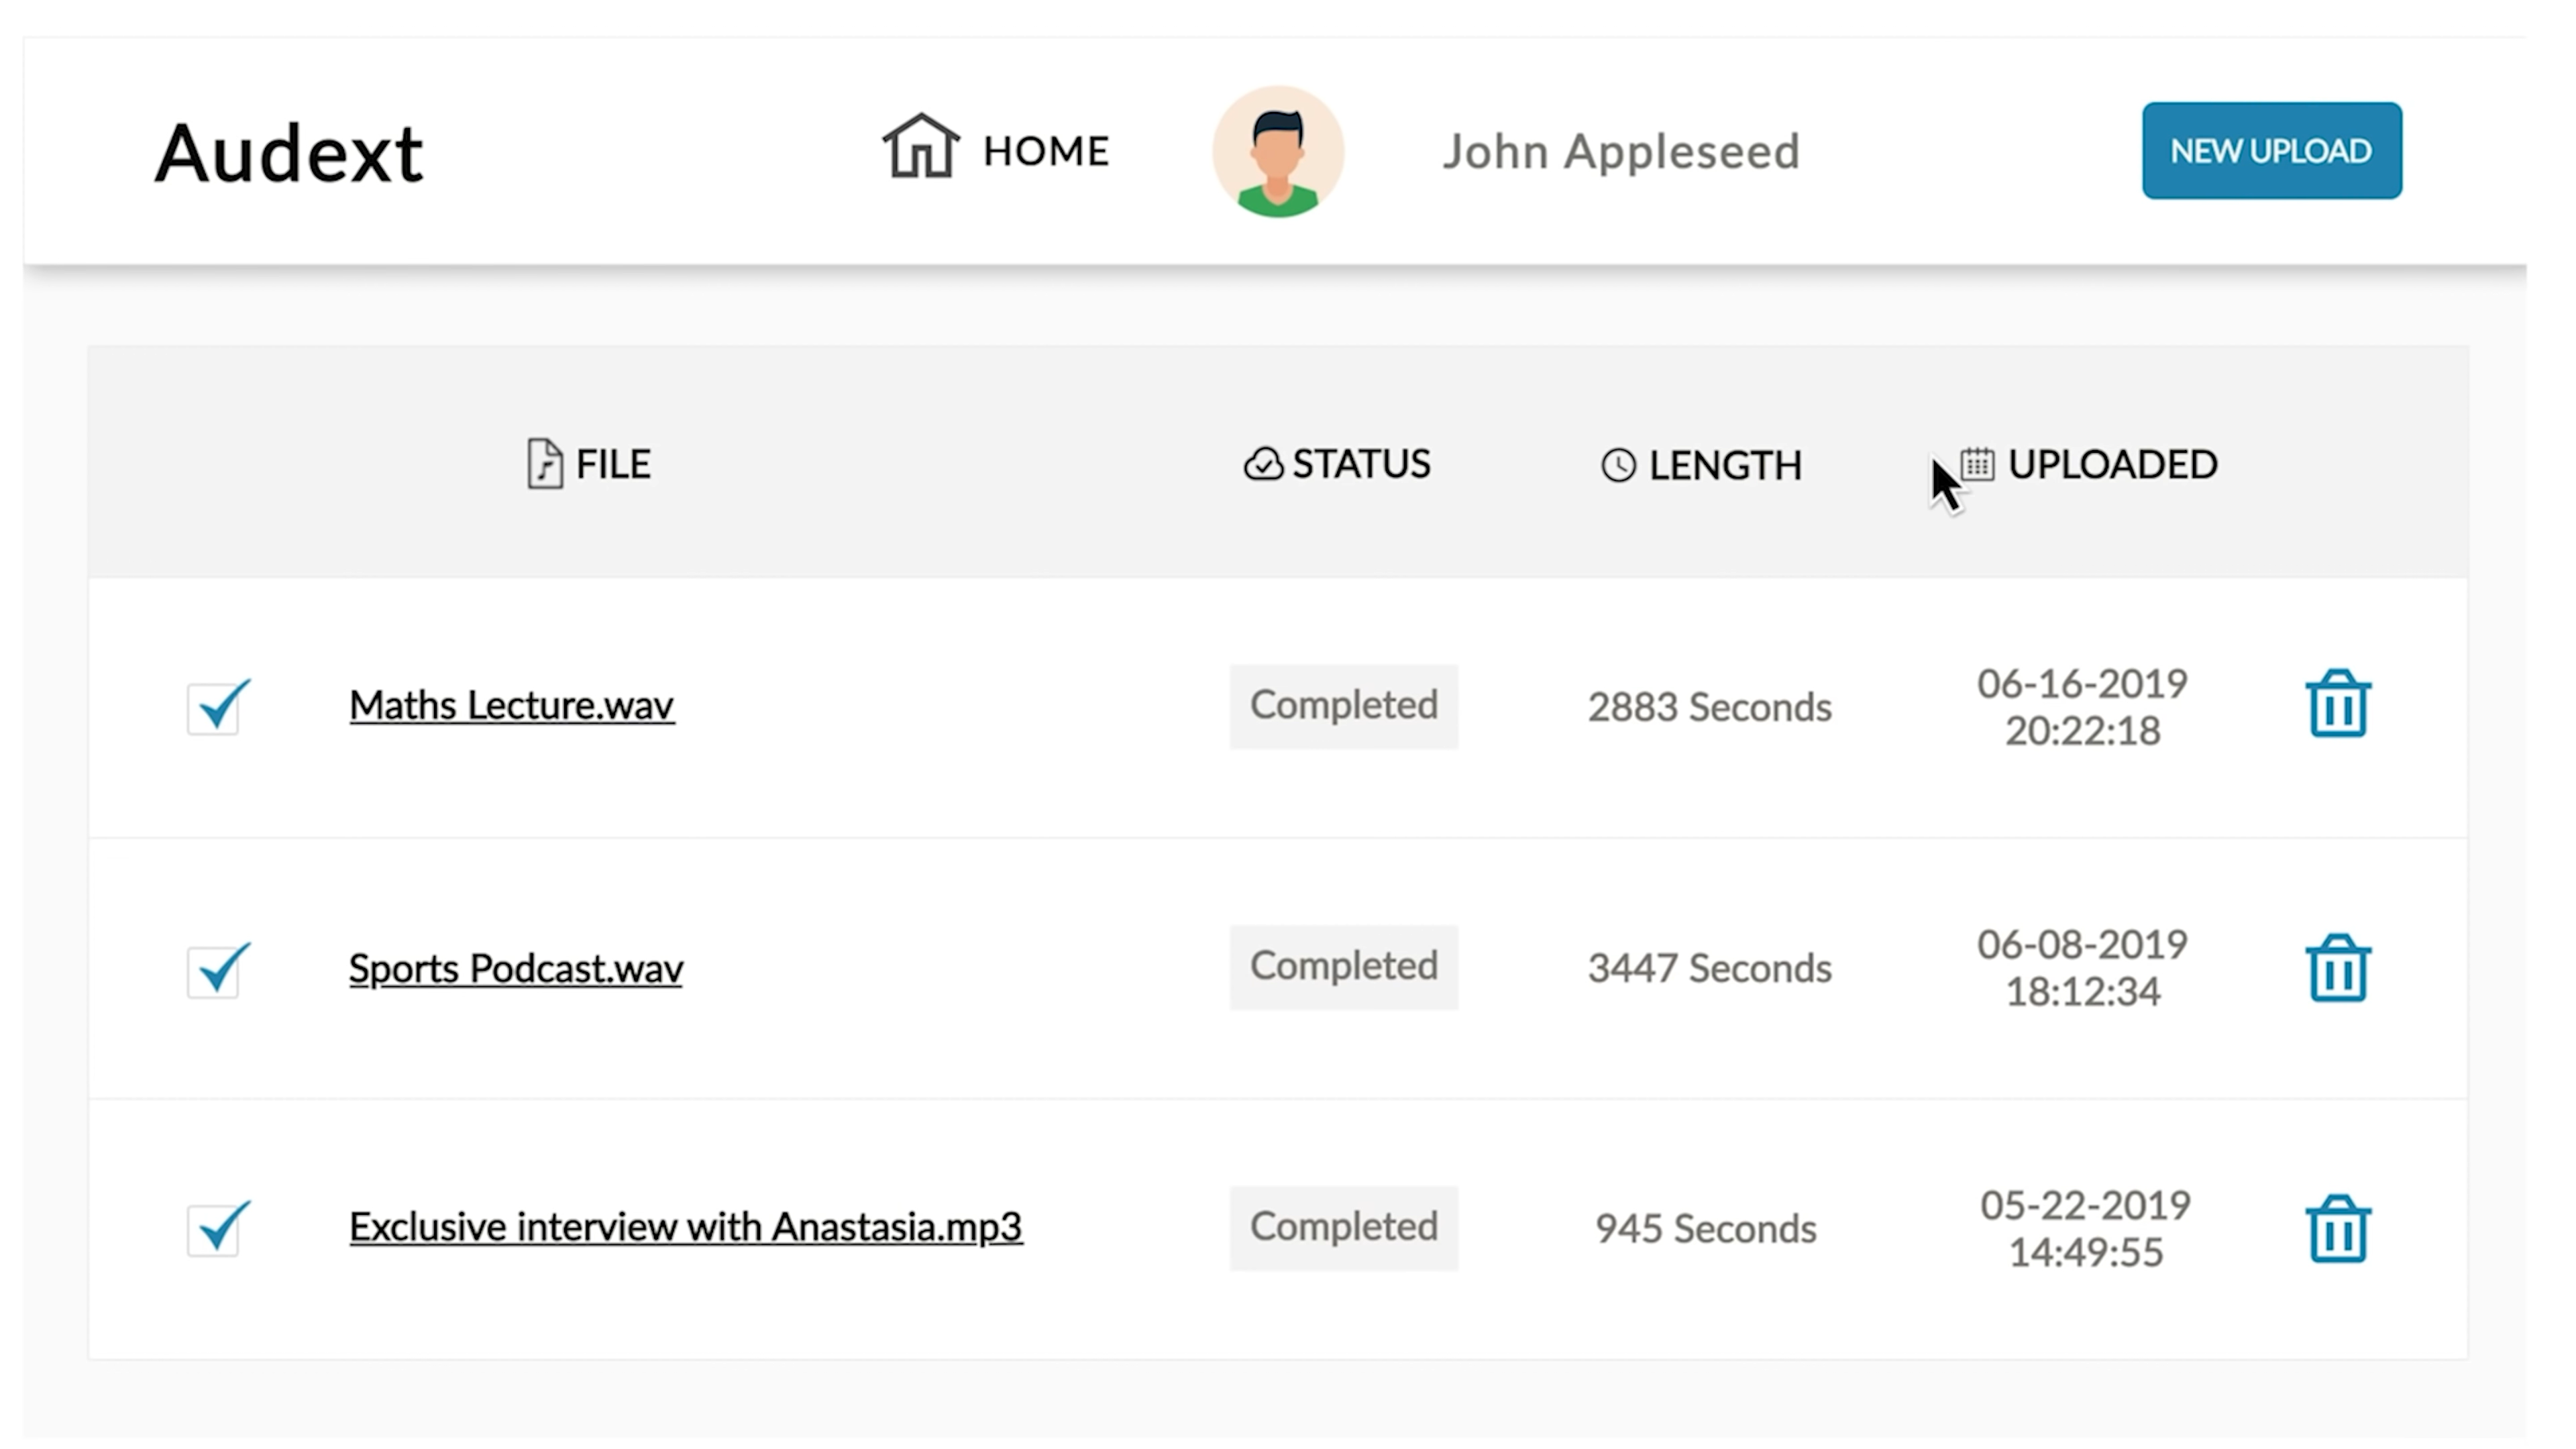 Audext
HOME
John Appleseed
NEW UPLOAD
FILE
STATUS
LENGTH
UPLOADED
Maths Lecture.wav
Completed
2883 Seconds
06-16-2019
20:22:18
Sports Podcast.wav
Completed
3447 Seconds
06-08-2019
18:12:34
Exclusive interview with Anastasia.mp3
Completed
945 Seconds
05-22-2019
14:49:55